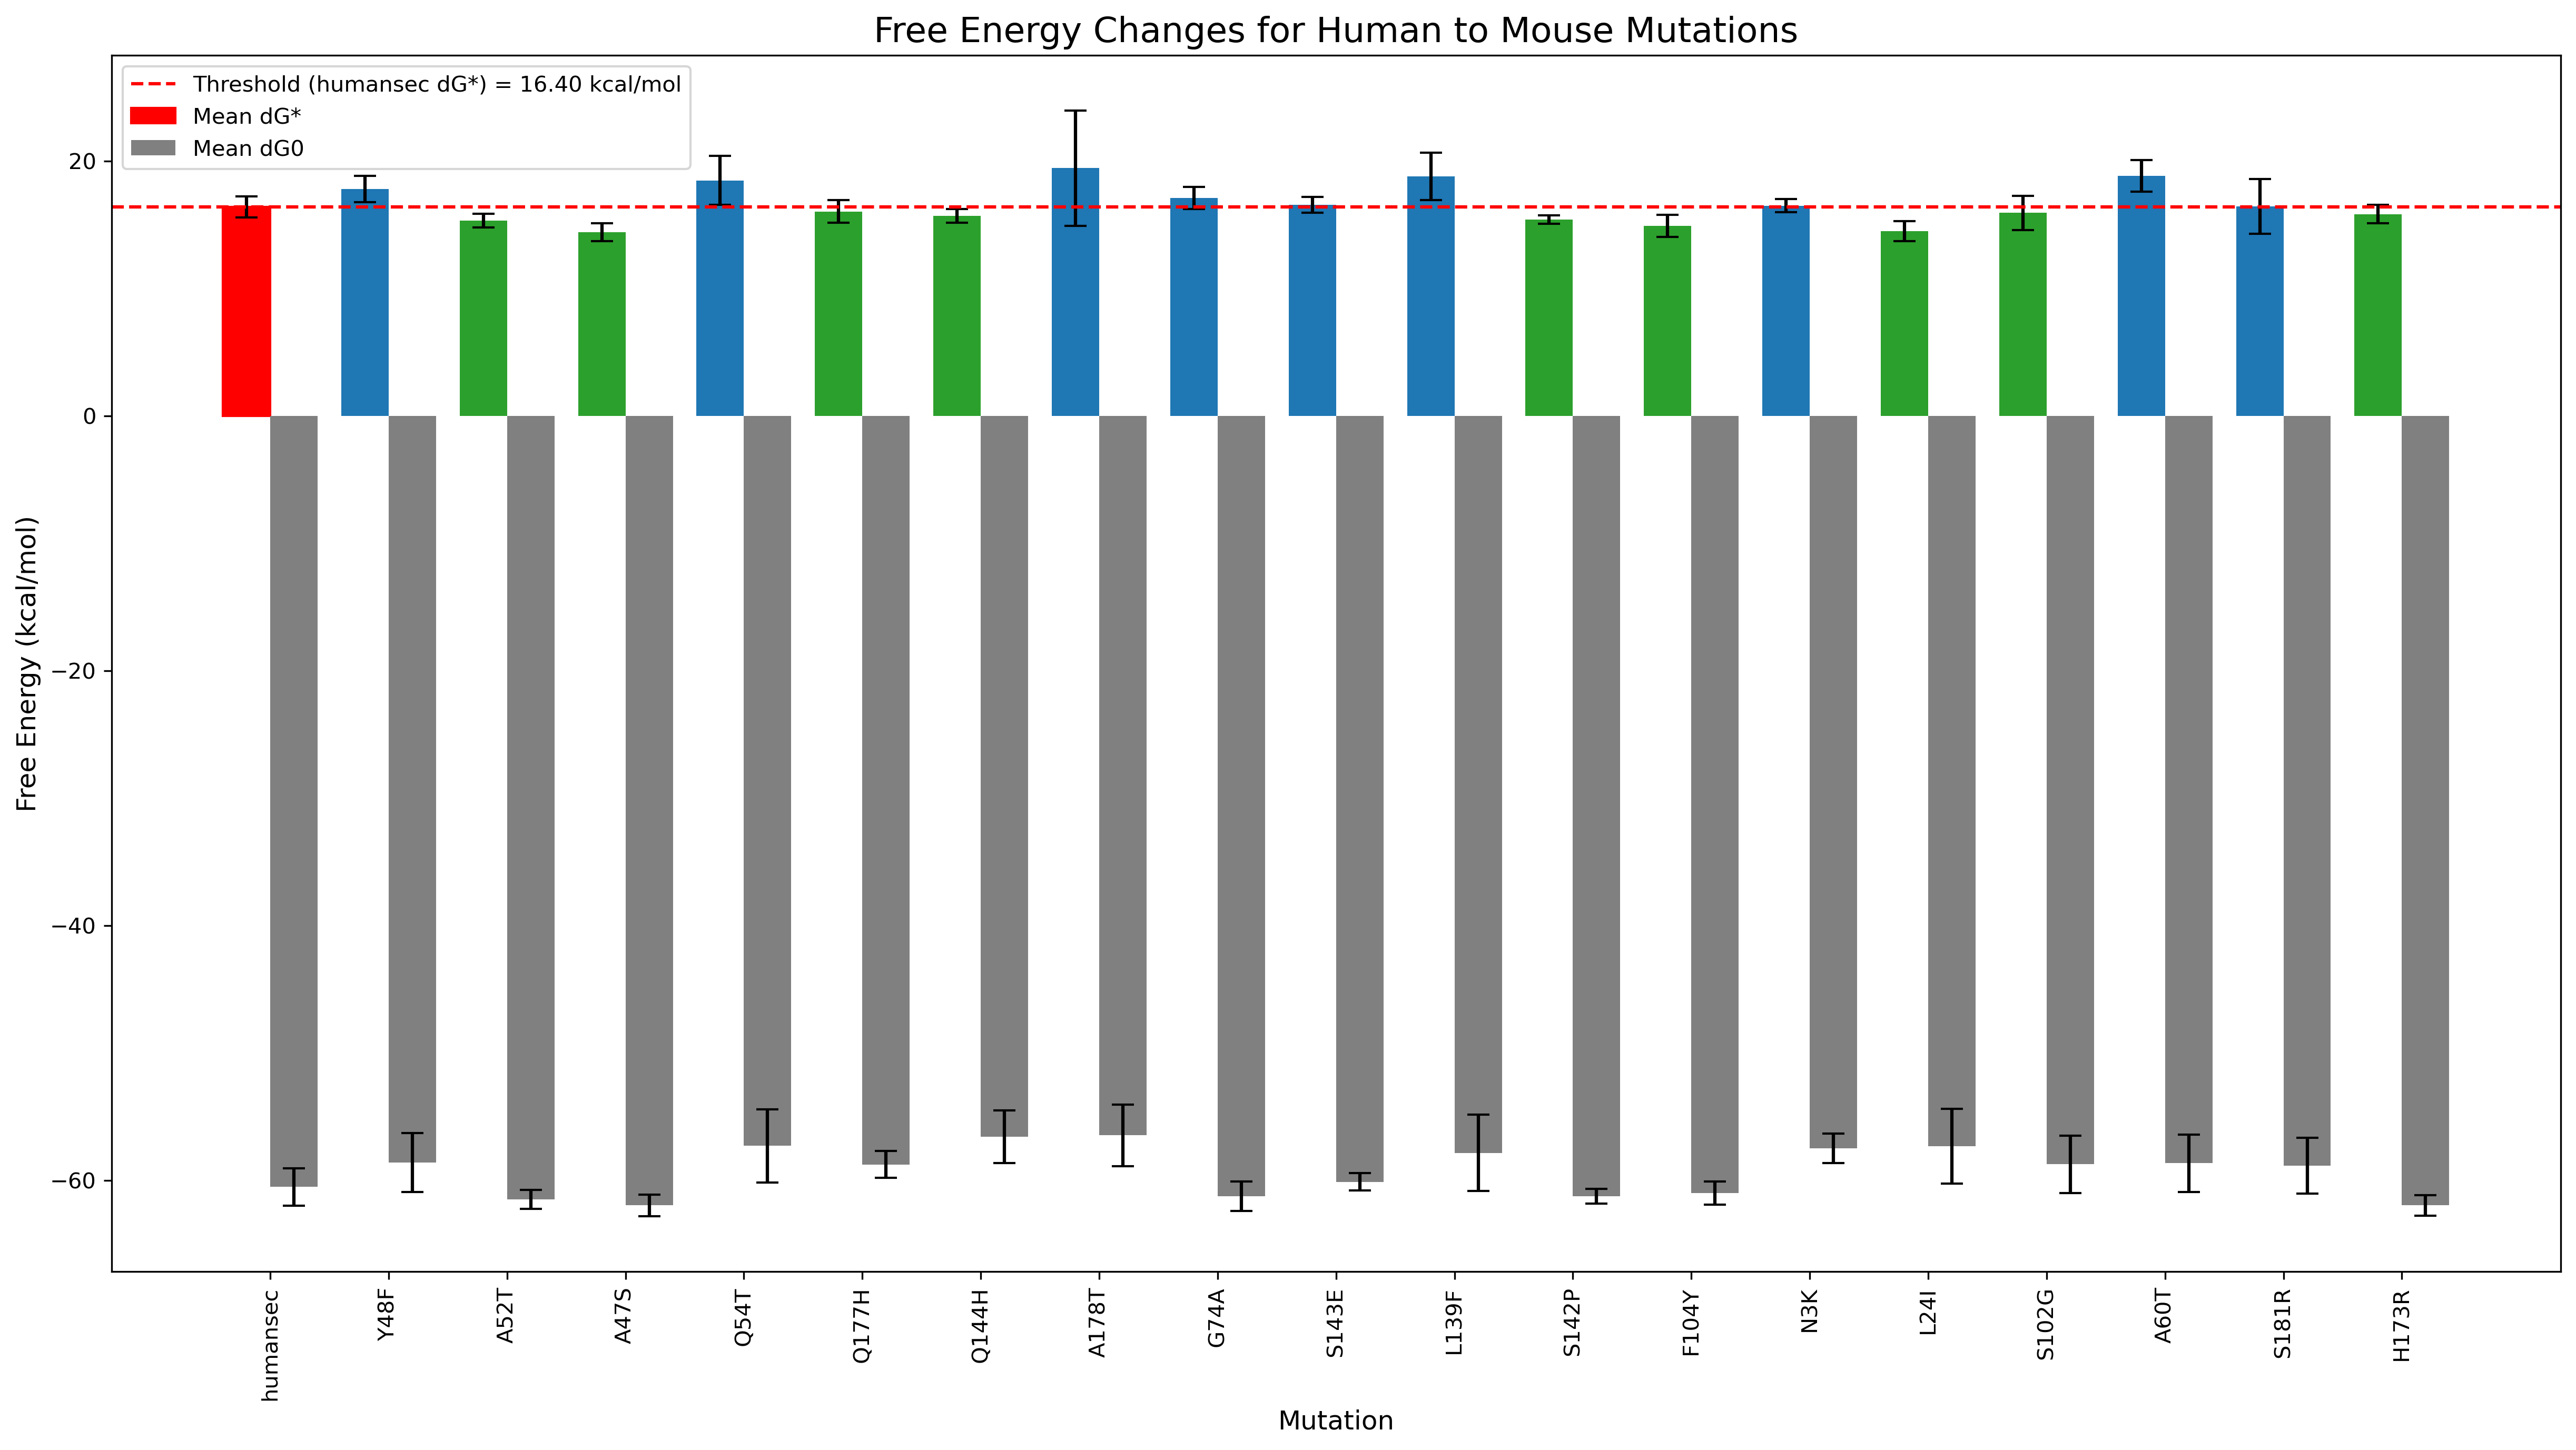 Free Energy Changes for Human to Mouse Mutations
Threshold (humansec dG*) = 16.40 kcal/mol
Mean dG*
Mean dG0
20
0
−20
−40
−60
Free Energy (kcal/mol)
humansec
Y48F
A52T
A47S
Q54T
Q177H
Q144H
A178T
G74A
S143E
L139F
S142P
F104Y
N3K
L24I
S102G
A60T
S181R
H173R
Mutation